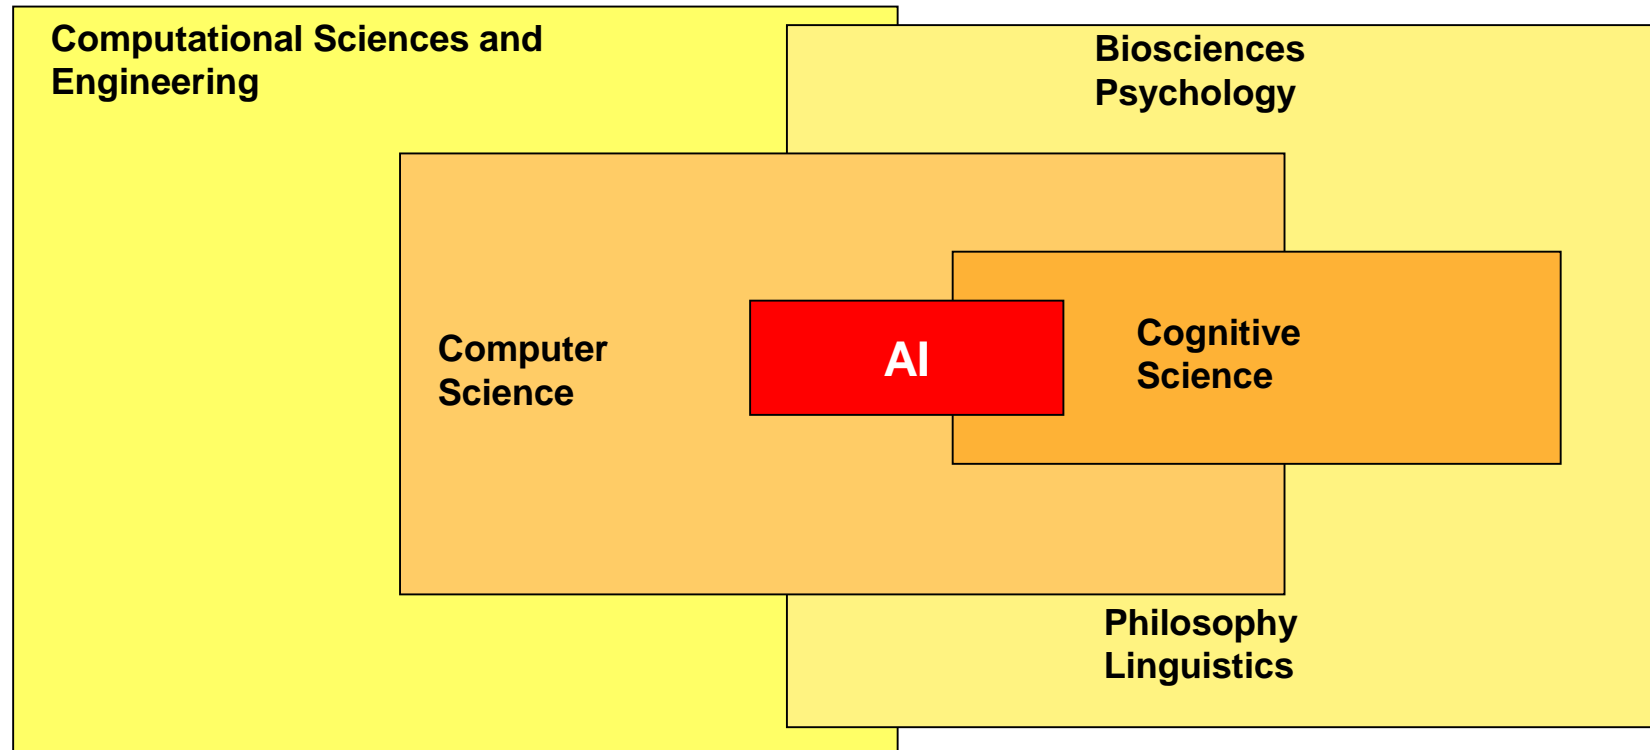 Computational Sciences and
Engineering
Biosciences
Psychology
Computer
Science
AI
Cognitive
Science
Philosophy
Linguistics